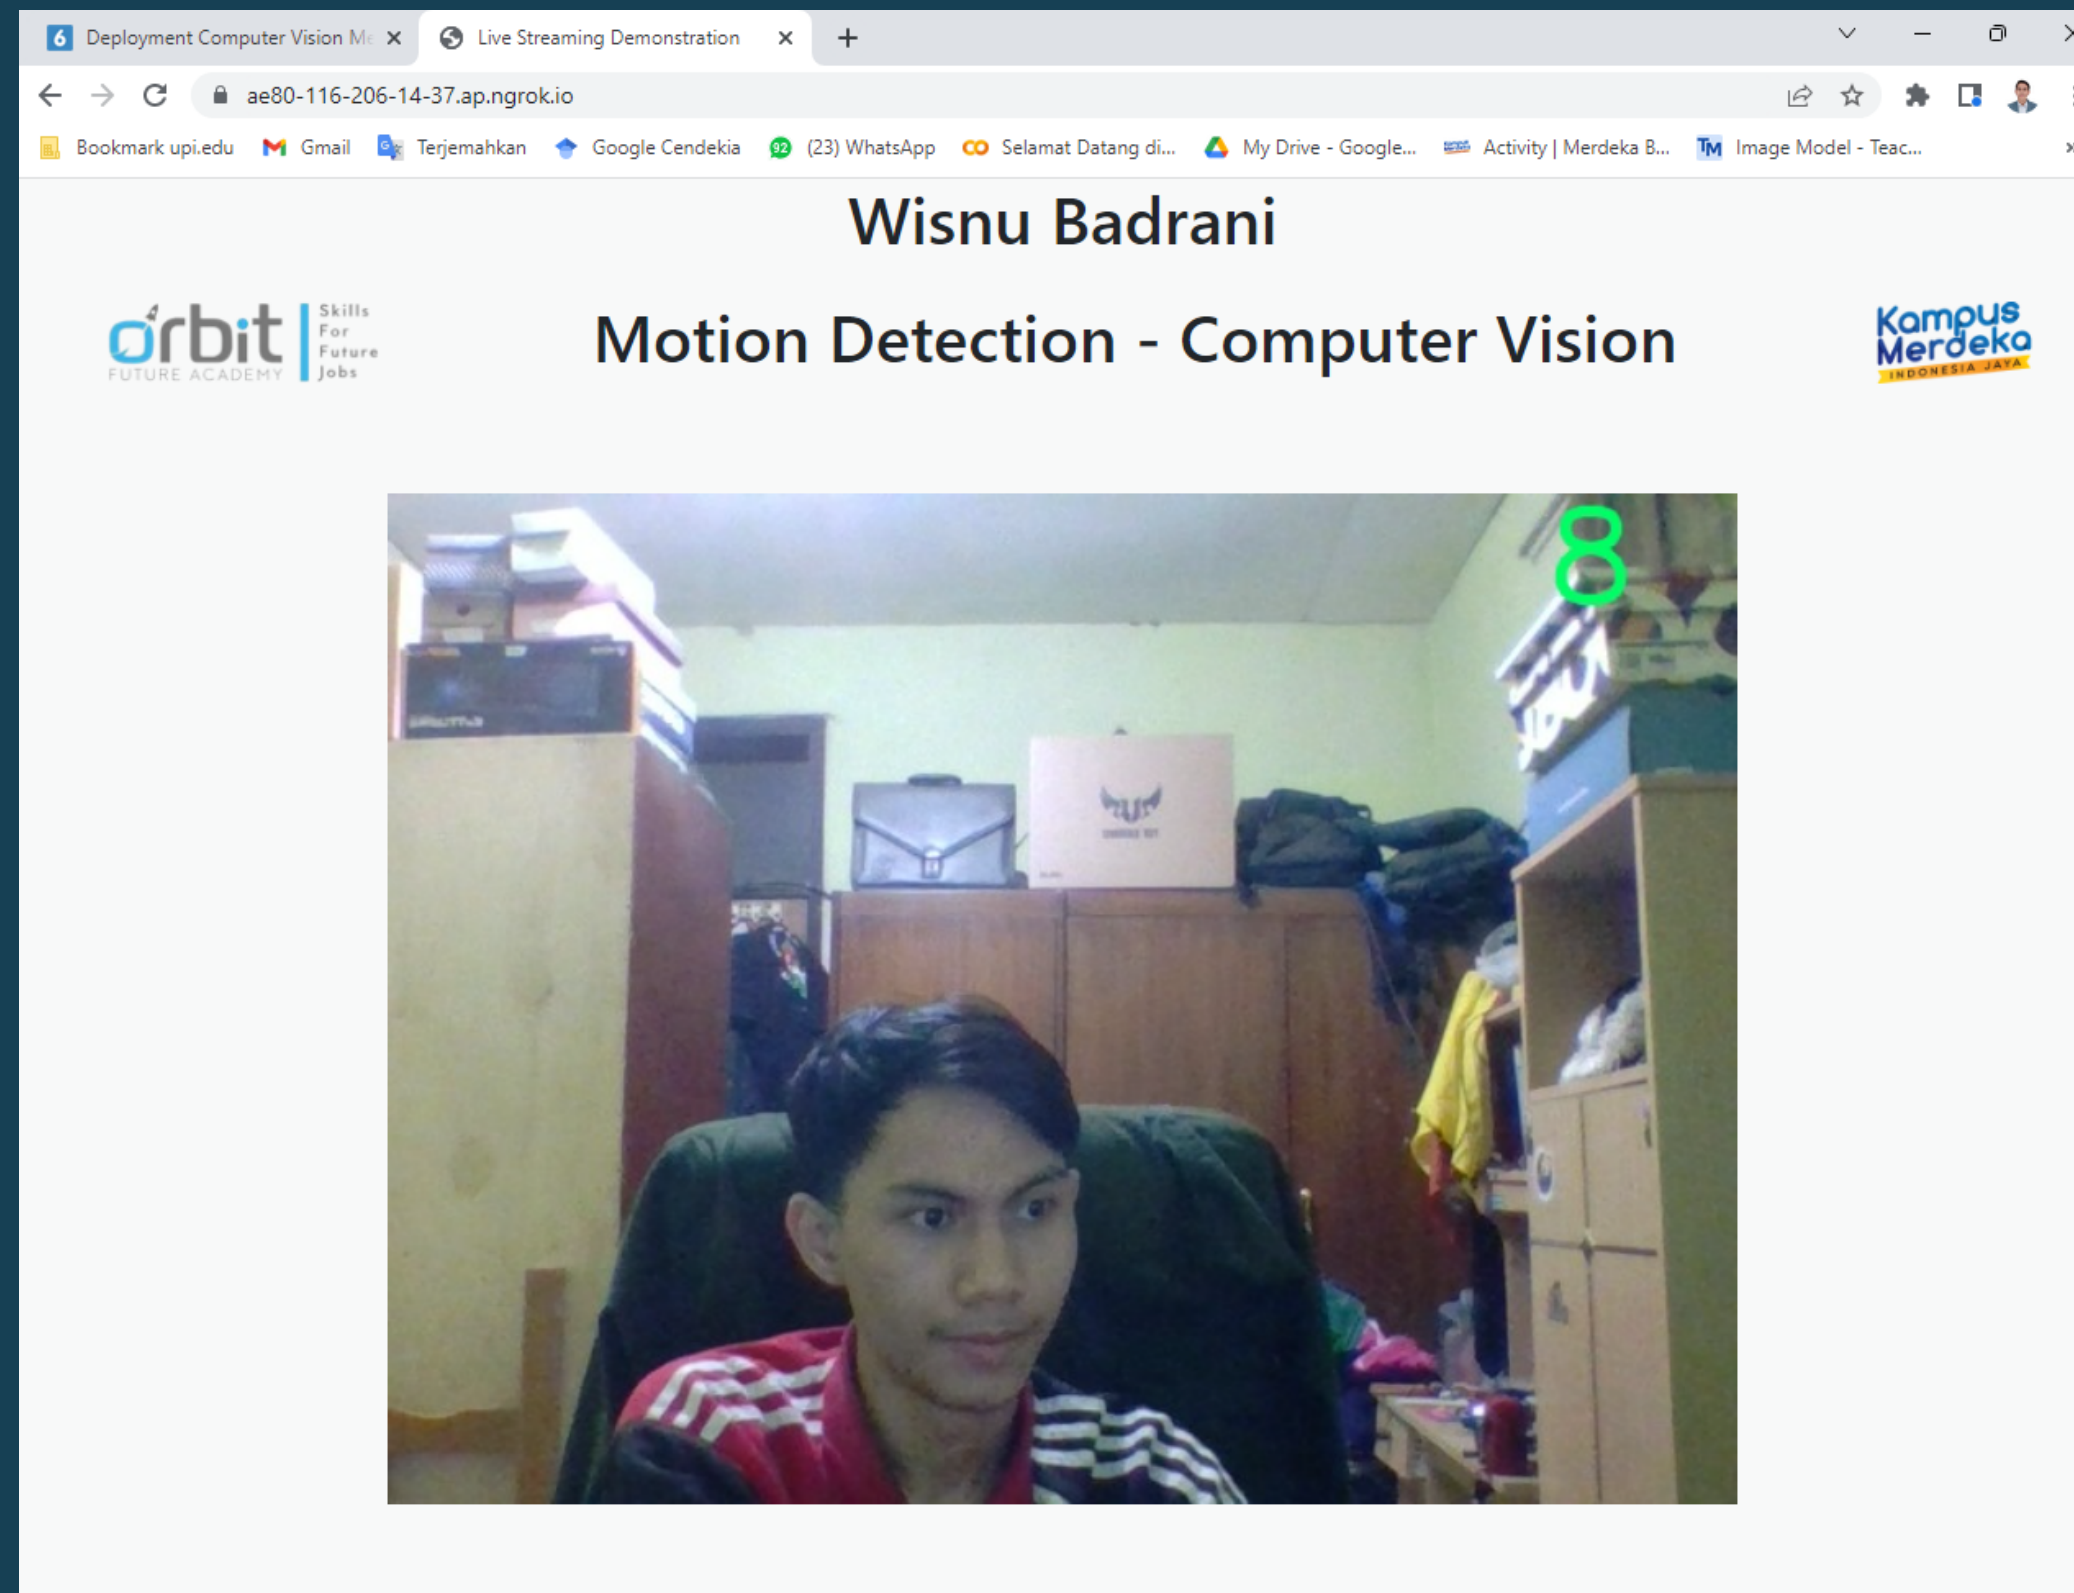 Deployment Computer Vision Me
Live Streaming Demonstration
ae80-116-206-14-37.ap.ngrok.io
Bookmark upi.edu Gmail Terjemahkan Google Cendekia (23) WhatsApp Selamat Datang di... My Drive - Google... Activity | Merdeka B... Image Model - Teac...
Wisnu Badrani
orbit
FUTURE ACADEMY
Skills
For
Future
Jobs
Motion Detection - Computer Vision
Kampus
Merdeka
INDONESIA JAYA
8